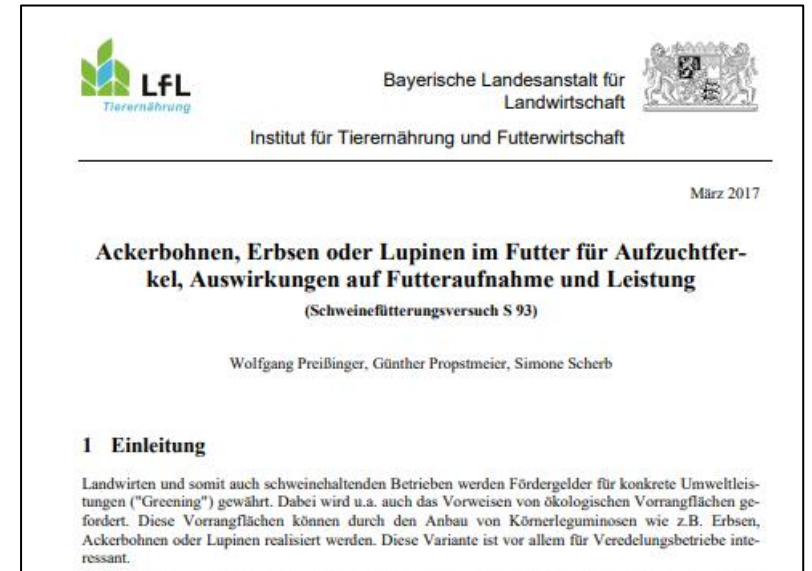 LfL
Tierernährung
Bayerische Landesanstalt für
Landwirtschaft
Institut für Tierernährung und Futterwirtschaft
März 2017
Ackerbohnen, Erbsen oder Lupinen im Futter für Aufzuchtfer-
kel, Auswirkungen auf Futteraufnahme und Leistung
(Schweinefütterungsversuch S 93)
Wolfgang Preißinger, Günther Propstmeier, Simone Scherb
1 Einleitung
Landwirten und somit auch schweinehaltenden Betrieben werden Fördergelder für konkrete Umweltleis-
tungen ("Greening") gewährt. Dabei wird u.a. auch das Vorweisen von ökologischen Vorrangflächen ge-
fordert. Diese Vorrangflächen können durch den Anbau von Körnerleguminosen wie z.B. Erbsen,
Ackerbohnen oder Lupinen realisiert werden. Diese Variante ist vor allem für Veredelungsbetriebe inte-
ressant.